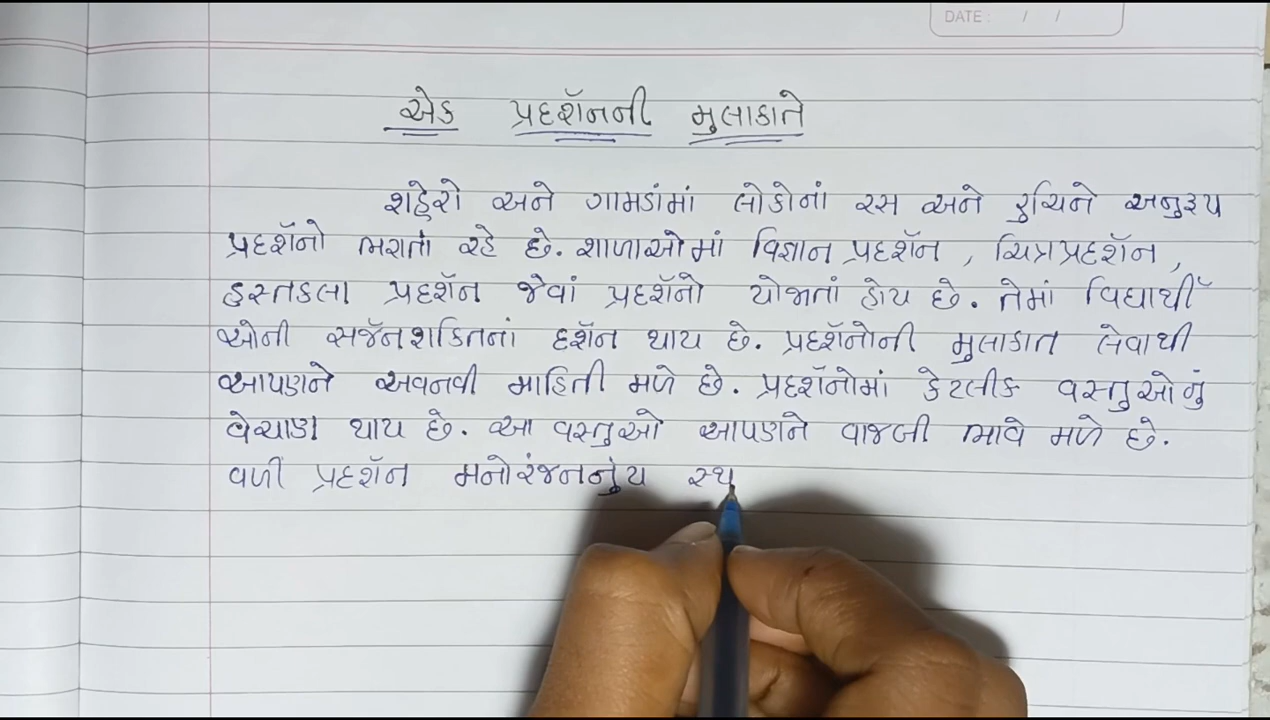 DATE : / /
એક પ્રદર્શનની મુલાકાતે
શહેરો અને ગામડાંમાં લોકોનાં રસ અને રુચિને અનુરૂપ
પ્રદર્શનો ભરાતા રહે છે. શાળાઓમાં વિજ્ઞાન પ્રદર્શન , ચિત્રપ્રદર્શન ,
હસ્તકલા પ્રદર્શન જેવાં પ્રદર્શનો યોજાતાં હોય છે. તેમાં વિદ્યાર્થી
ઓની સર્જનશકિતનાં દર્શન થાય છે. પ્રદર્શનોની મુલાકાત લેવાથી
આપણને અવનવી માહિતી મળે છે. પ્રદર્શનોમાં કેટલીક વસ્તુઓનું
વેચાણ થાય છે. આ વસ્તુઓ આપણને વાજબી ભાવે મળે છે.
વળી પ્રદર્શન મનોરંજનનુંય સ્થ